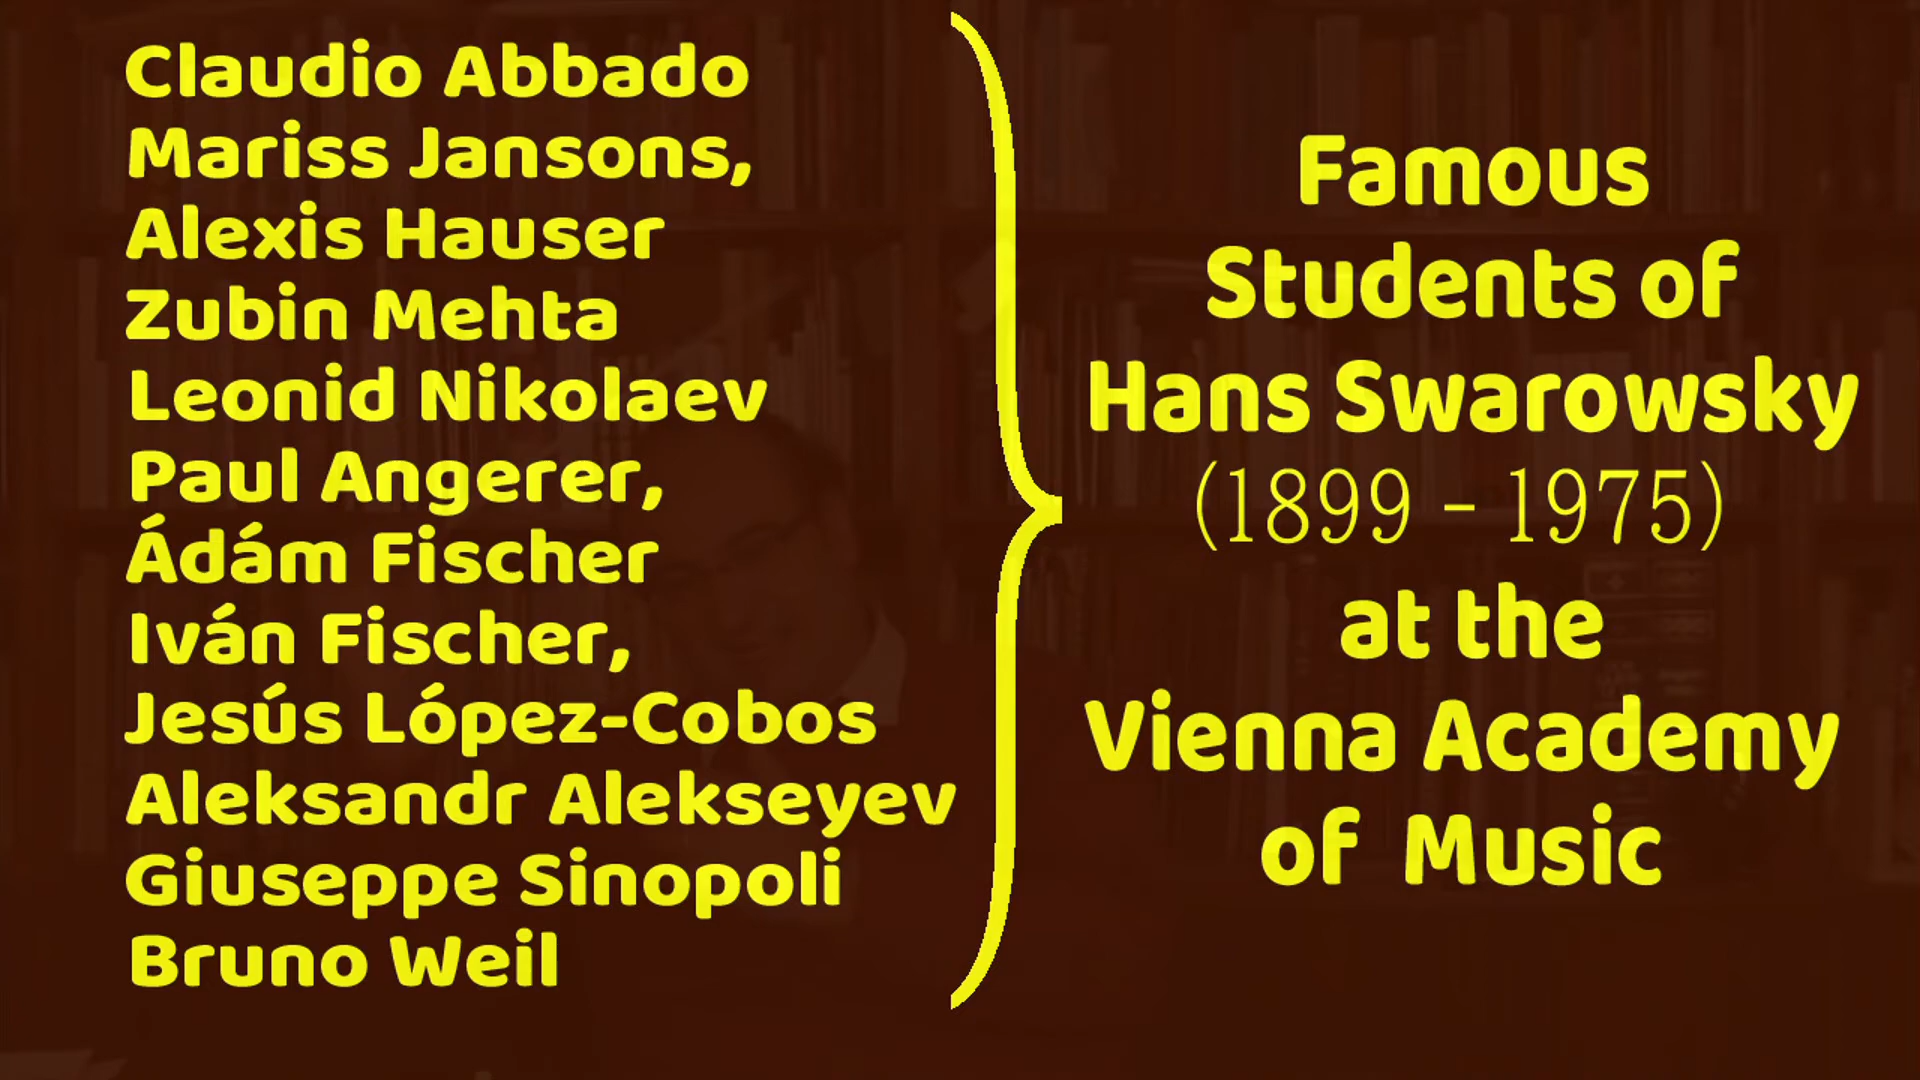 Claudio Abbado
Mariss Jansons,
Alexis Hauser
Zubin Mehta
Leonid Nikolaev
Paul Angerer,
Ádám Fischer
Iván Fischer,
Jesús López-Cobos
Aleksandr Alekseyev
Giuseppe Sinopoli
Bruno Weil
Famous
Students of
Hans Swarowsky
(1899 - 1975)
at the
Vienna Academy
of Music